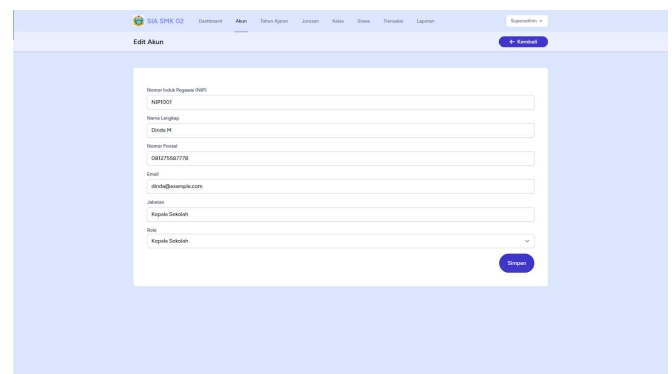 SIA SMK 02 Dashboard Akun Tahun Ajaran Jurusan Kelas Siswa Transaksi Laporan Superadmin
Edit Akun ← Kembali
Nomor Induk Pegawai (NIP)
NIP1001
Nama Lengkap
Dinda M
Nomor Ponsel
081275587778
Email
dinda@example.com
Jabatan
Kepala Sekolah
Role
Kepala Sekolah
Simpan